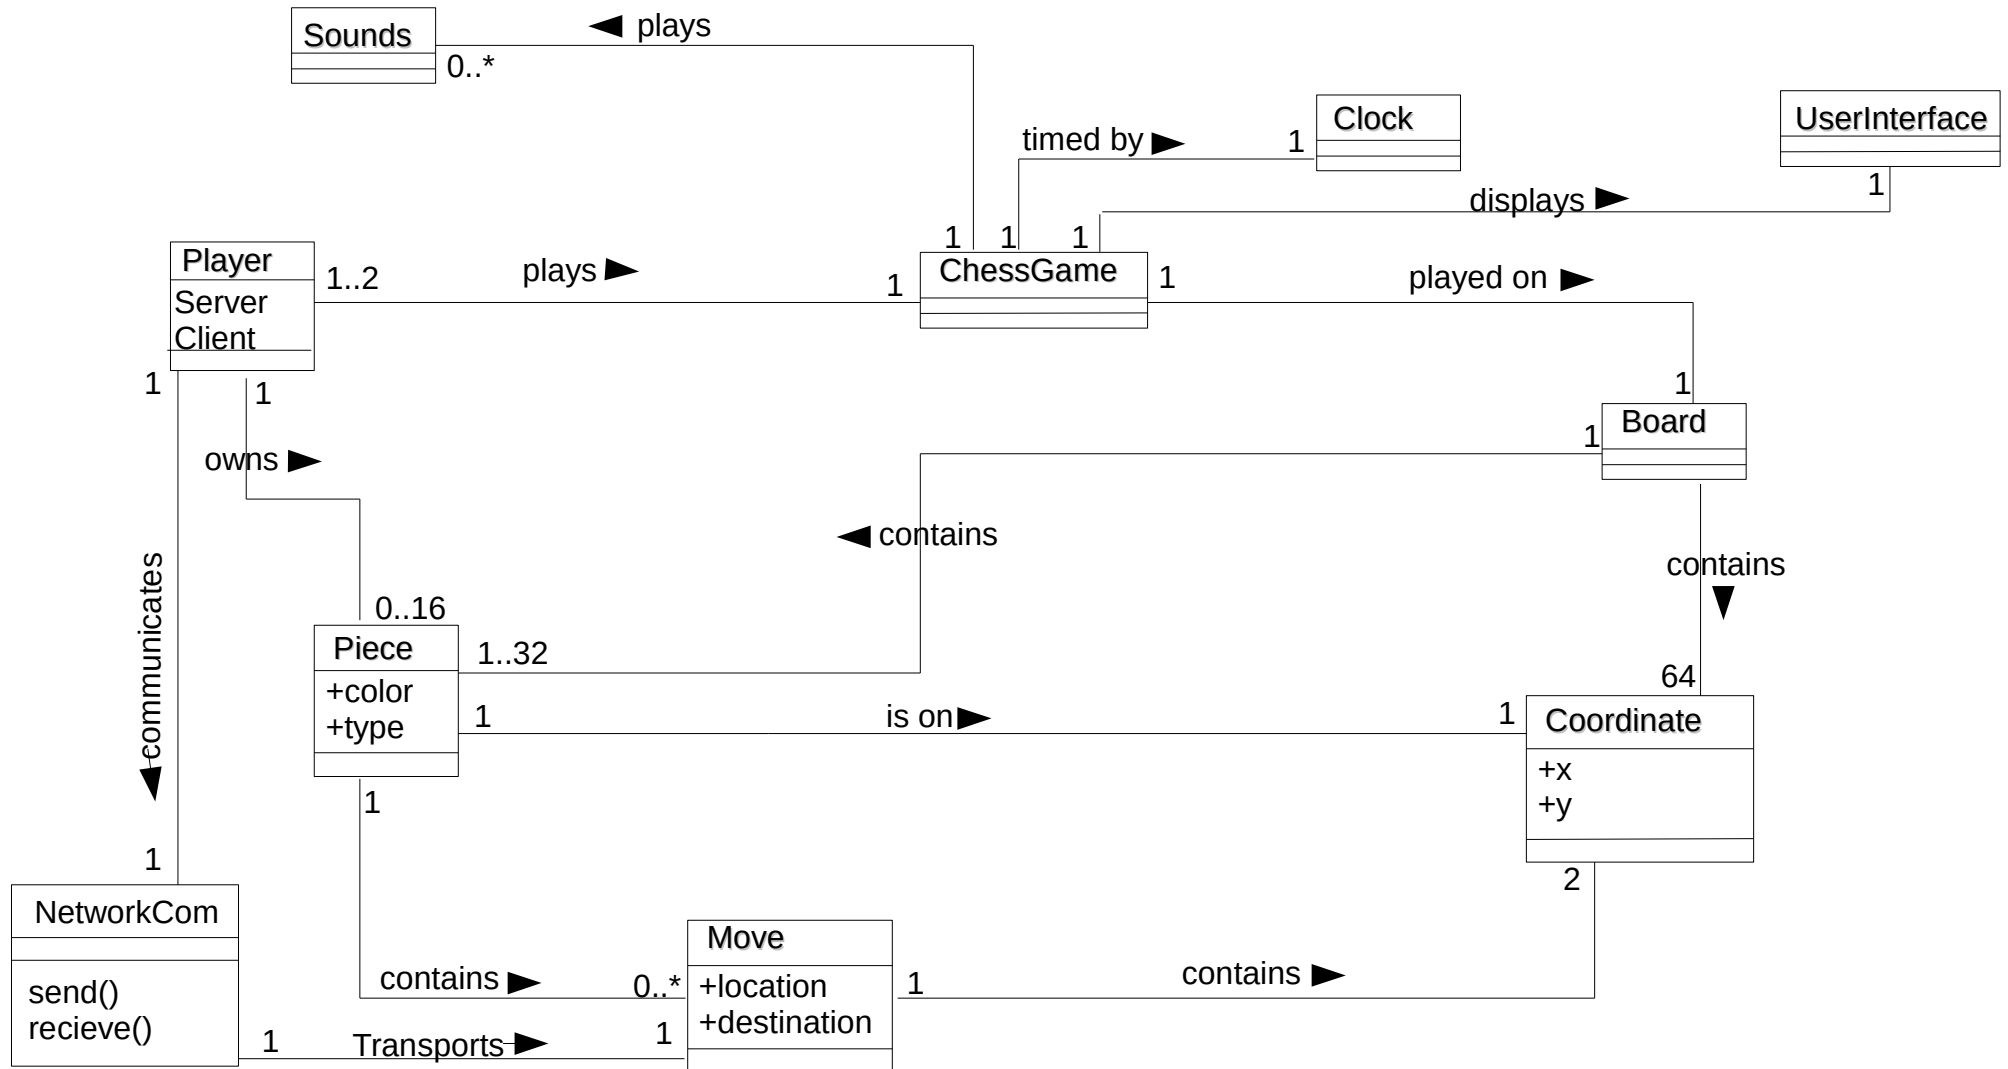 Sounds
plays
0..*
Clock
UserInterface
timed by
1
displays
1
1
1
1
Player
Server
Client
1..2
plays
1
ChessGame
1
played on
1
1
1
Board
1
owns
contains
contains
communicates
0..16
Piece
+color
+type
1..32
1
is on
1
64
Coordinate
+x
+y
1
2
1
NetworkCom
send()
recieve()
contains
0..*
Move
+location
+destination
1
contains
1
Transports
1